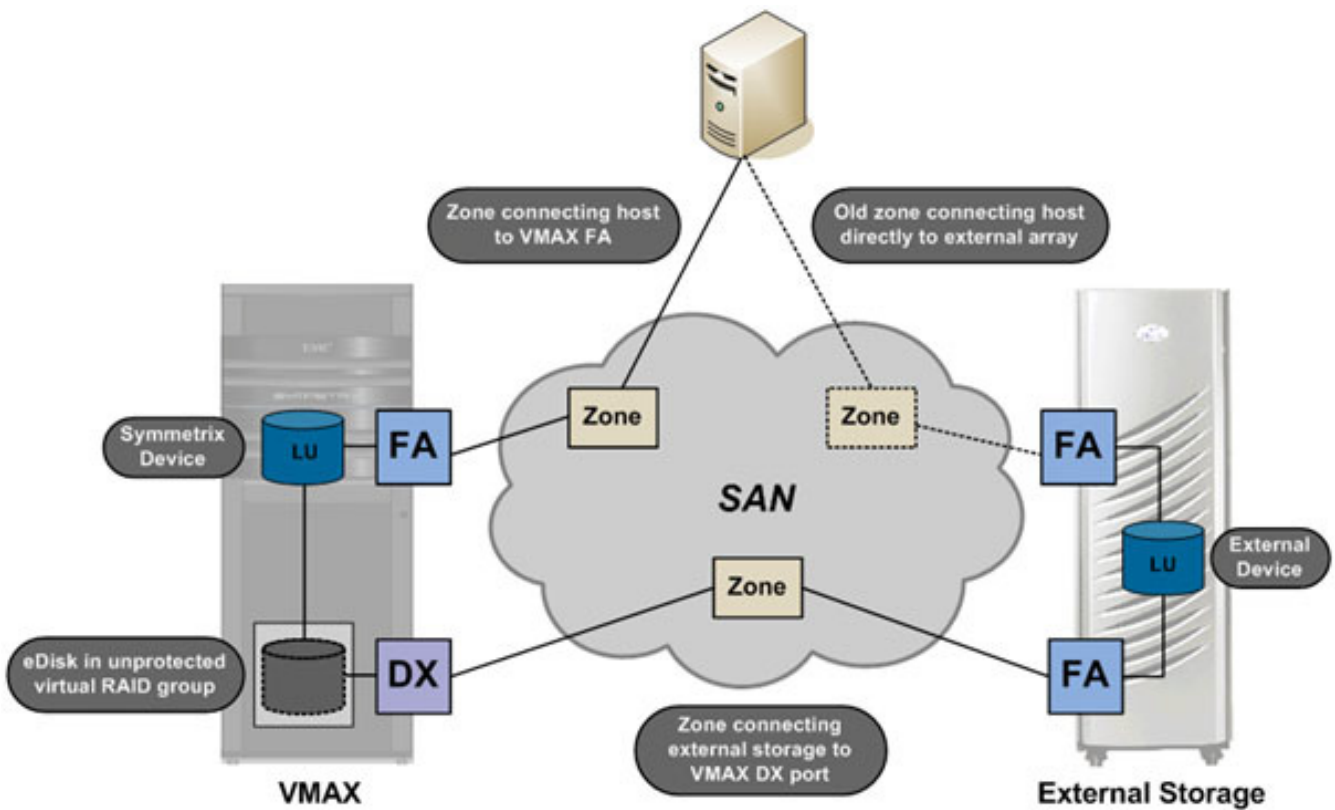 Zone connecting host
to VMAX FA
Old zone connecting host
directly to external array
Symmetrix
Device
LU
FA
Zone
Zone
FA
SAN
LU
External
Device
eDisk in unprotected
virtual RAID group
DX
Zone
FA
Zone connecting
external storage to
VMAX DX port
VMAX
External Storage